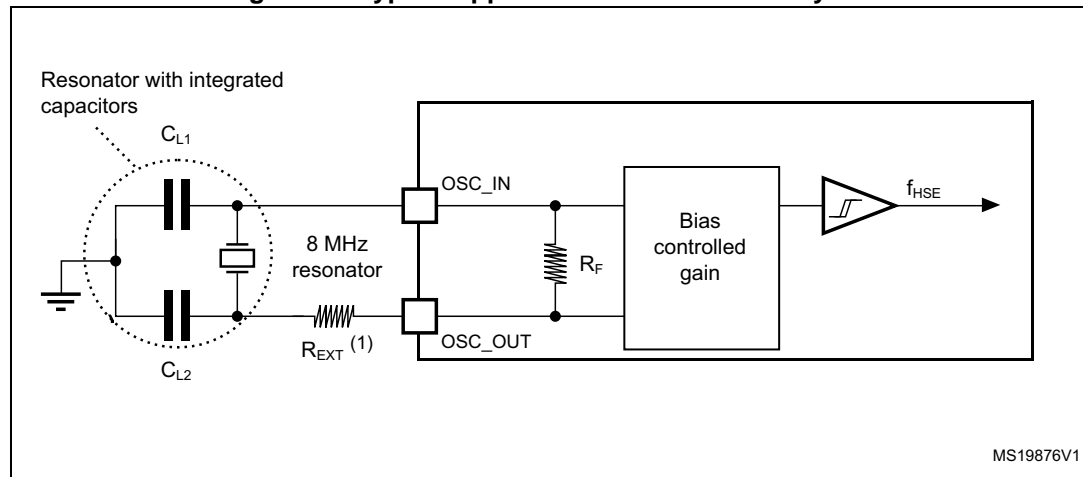 Resonator with integrated
capacitors
C_L1
OSC_IN
f_HSE
8 MHz
resonator
R_F
Bias
controlled
gain
R_EXT (1)
OSC_OUT
C_L2
MS19876V1